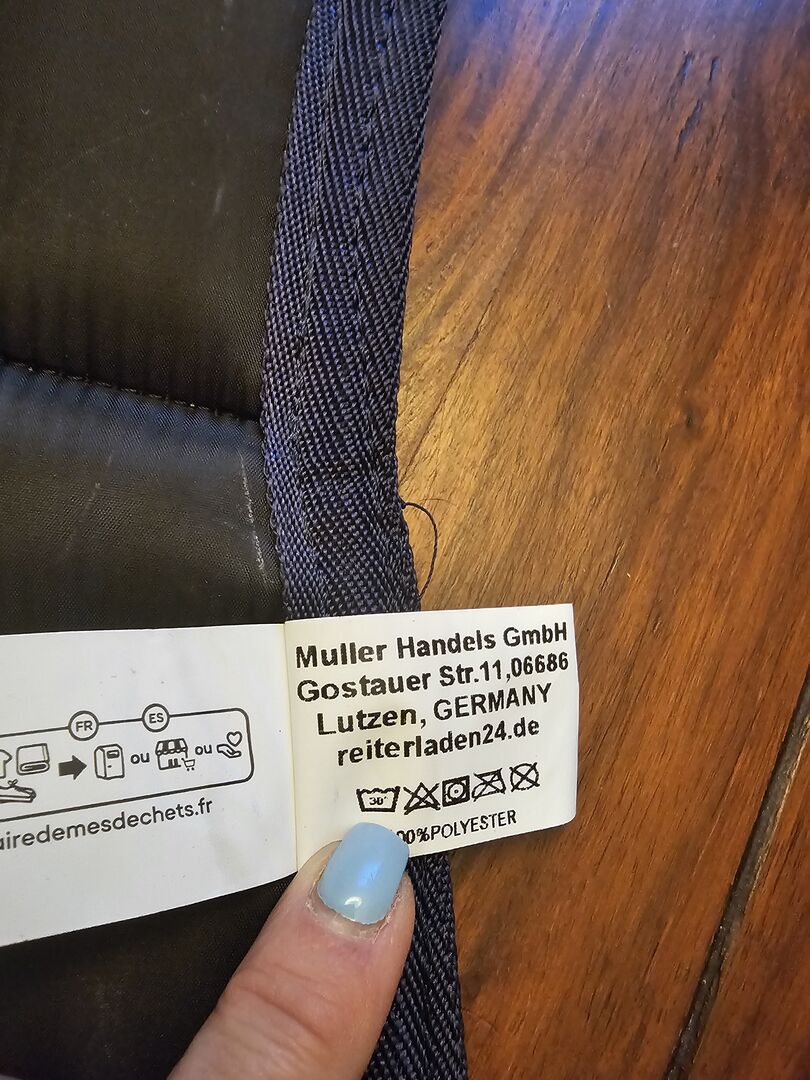 FR ES
ou ou
airedemesdechets.fr
Muller Handels GmbH
Gostauer Str.11,06686
Lutzen, GERMANY
reiterladen24.de
30°
00%POLYESTER